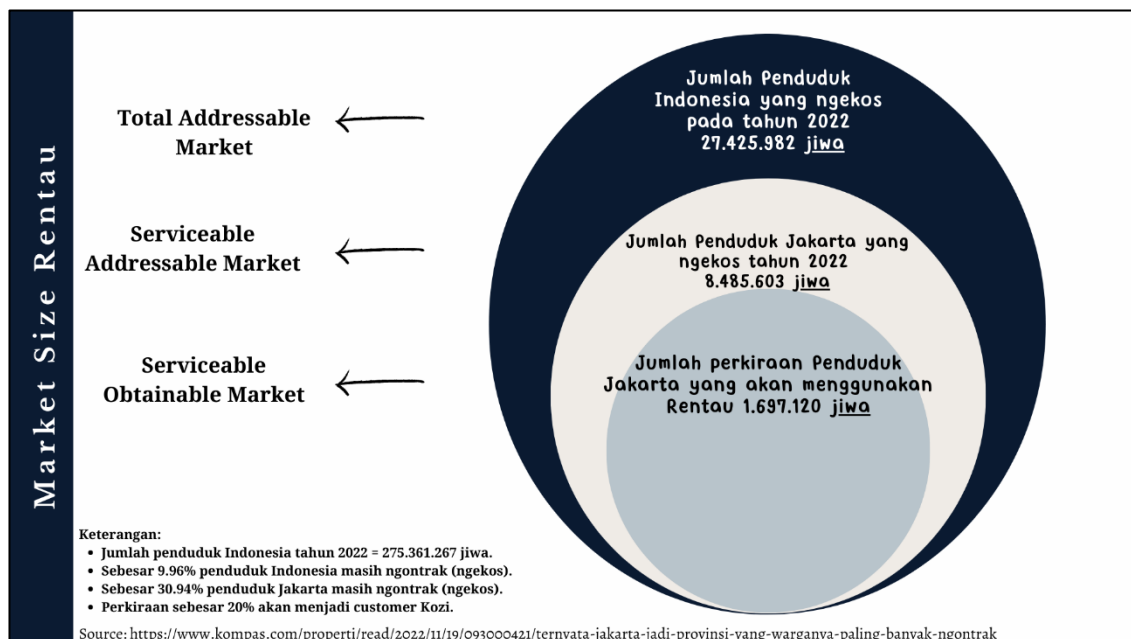 Market Size Rentau
Total Addressable
Market
Serviceable
Addressable Market
Serviceable
Obtainable Market
Jumlah Penduduk
Indonesia yang ngekos
pada tahun 2022
27.425.982 jiwa
Jumlah Penduduk Jakarta yang
ngekos tahun 2022
8.485.603 jiwa
Jumlah perkiraan Penduduk
Jakarta yang akan menggunakan
Rentau 1.697.120 jiwa
Keterangan:
• Jumlah penduduk Indonesia tahun 2022 = 275.361.267 jiwa.
• Sebesar 9.96% penduduk Indonesia masih ngontrak (ngekos).
• Sebesar 30.94% penduduk Jakarta masih ngontrak (ngekos).
• Perkiraan sebesar 20% akan menjadi customer Kozi.
Source: https://www.kompas.com/properti/read/2022/11/19/093000421/ternyata-jakarta-jadi-provinsi-yang-warganya-paling-banyak-ngontrak